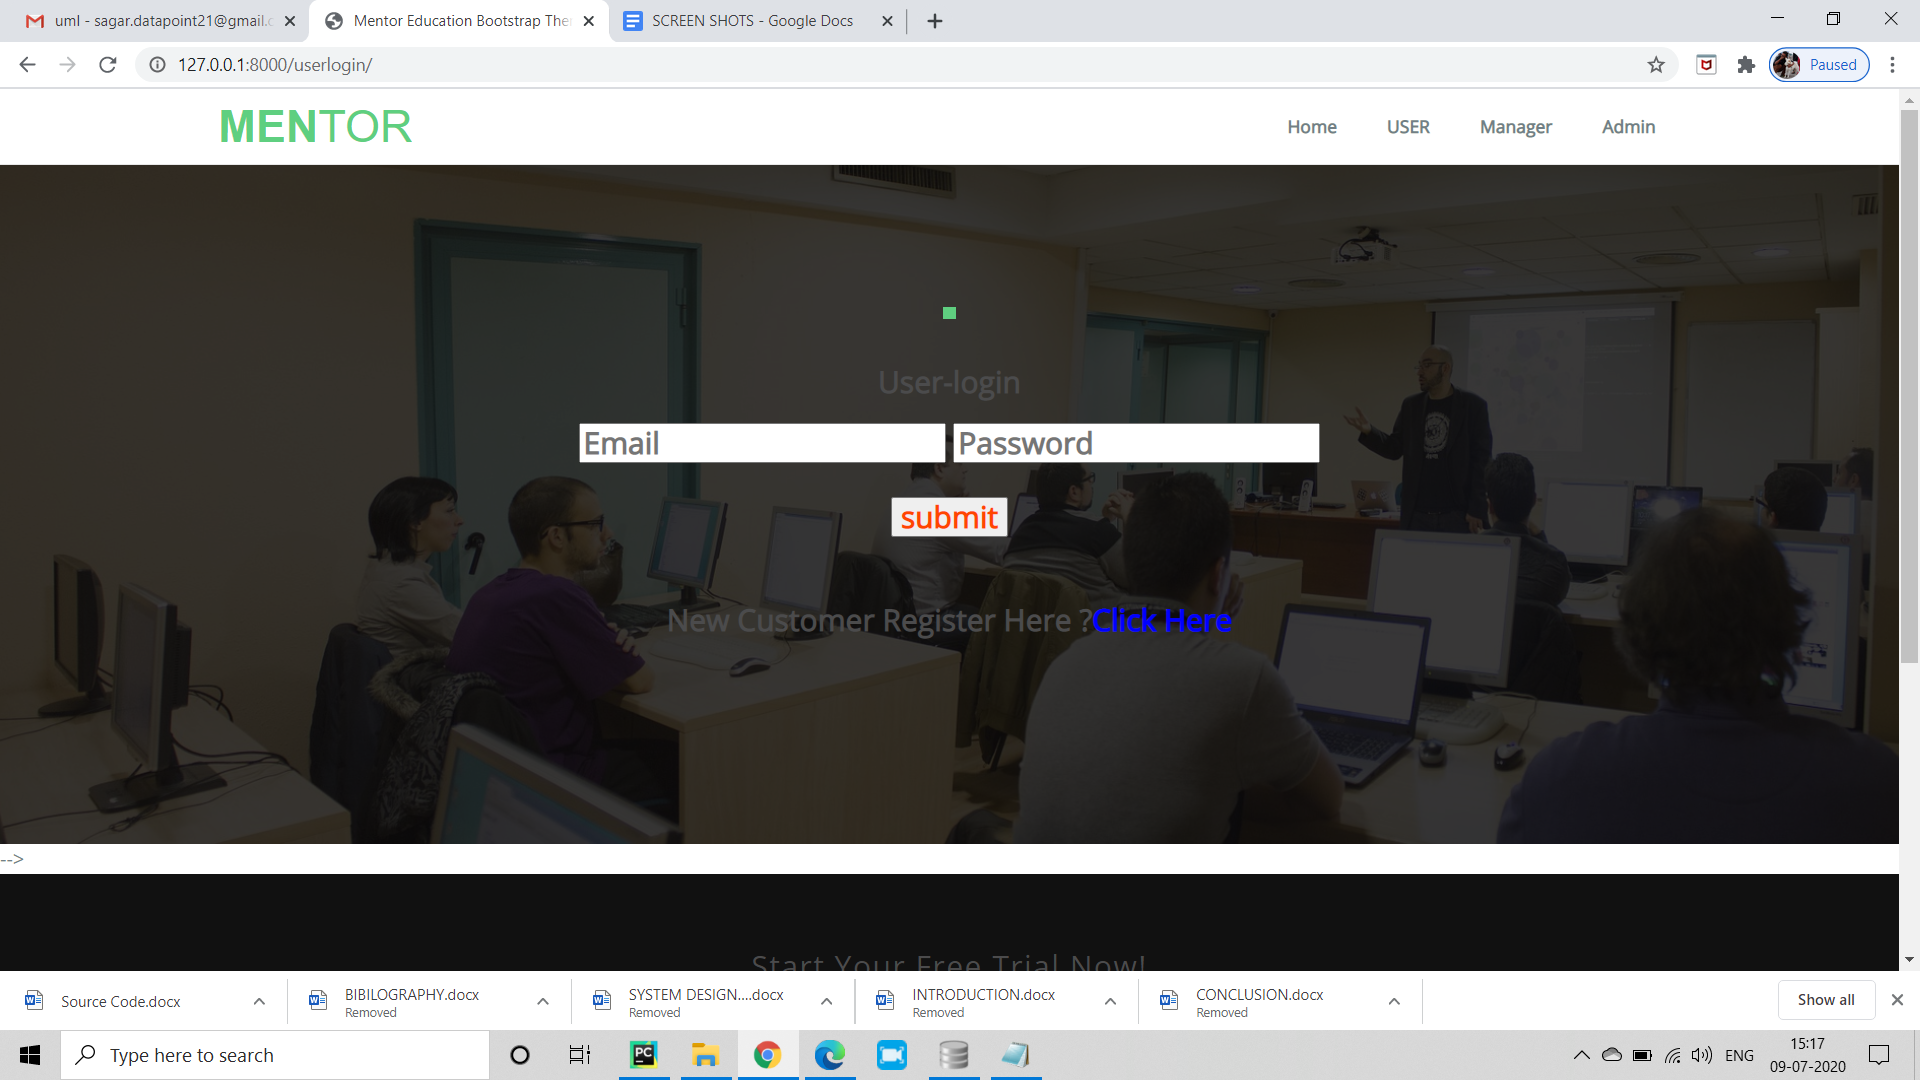 uml - sagar.datapoint21@gmail.c
Mentor Education Bootstrap The
SCREEN SHOTS - Google Docs
127.0.0.1:8000/userlogin/
Paused
MENTOR
Home
USER
Manager
Admin
User-login
Email
Password
submit
New Customer Register Here ?Click Here
-->
Start Your Free Trial Now!
Source Code.docx
BIBILOGRAPHY.docx
Removed
SYSTEM DESIGN....docx
Removed
INTRODUCTION.docx
Removed
CONCLUSION.docx
Removed
Show all
Type here to search
PC
ENG
15:17
09-07-2020